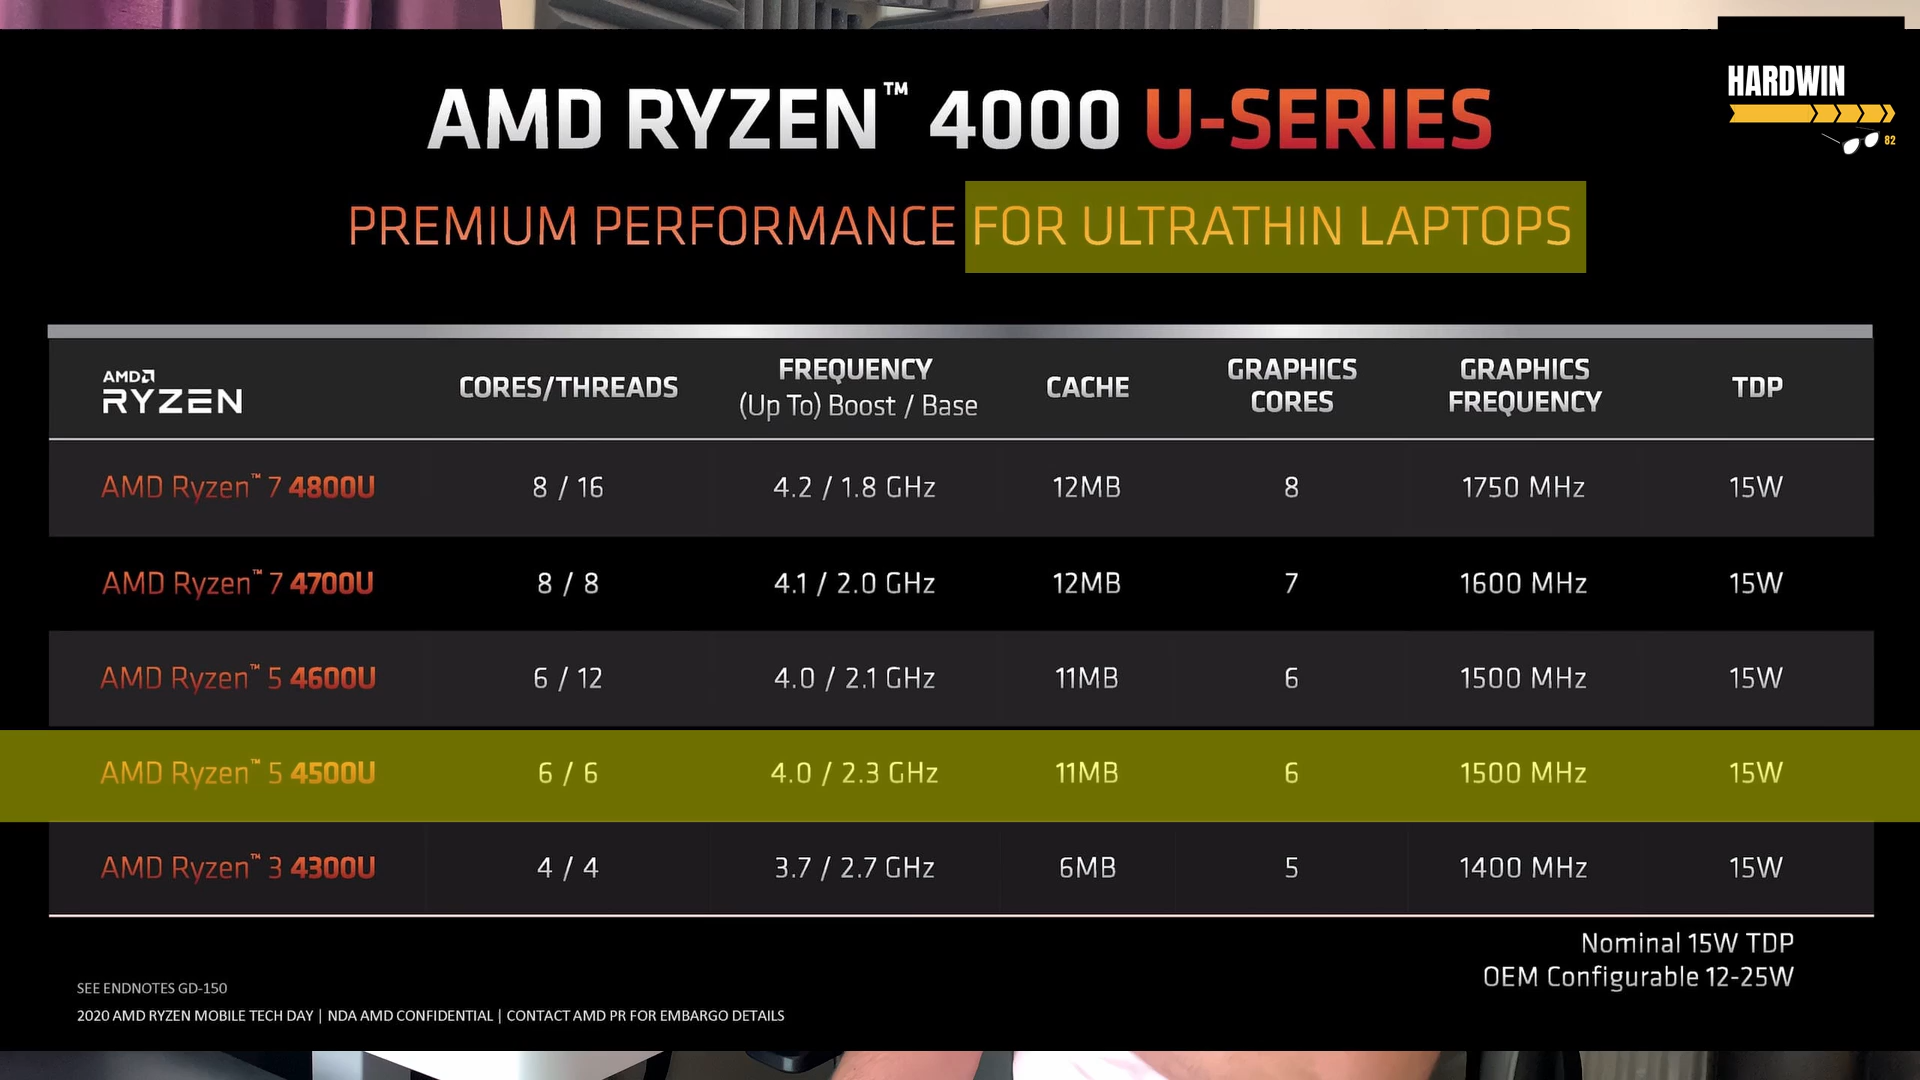 HARDWIN
82
AMD RYZEN™ 4000 U-SERIES
PREMIUM PERFORMANCE FOR ULTRATHIN LAPTOPS
AMD RYZEN CORES/THREADS FREQUENCY (Up To) Boost / Base CACHE GRAPHICS CORES GRAPHICS FREQUENCY TDP
AMD Ryzen™ 7 4800U 8 / 16 4.2 / 1.8 GHz 12MB 8 1750 MHz 15W
AMD Ryzen™ 7 4700U 8 / 8 4.1 / 2.0 GHz 12MB 7 1600 MHz 15W
AMD Ryzen™ 5 4600U 6 / 12 4.0 / 2.1 GHz 11MB 6 1500 MHz 15W
AMD Ryzen™ 5 4500U 6 / 6 4.0 / 2.3 GHz 11MB 6 1500 MHz 15W
AMD Ryzen™ 3 4300U 4 / 4 3.7 / 2.7 GHz 6MB 5 1400 MHz 15W
Nominal 15W TDP
OEM Configurable 12-25W
SEE ENDNOTES GD-150
2020 AMD RYZEN MOBILE TECH DAY | NDA AMD CONFIDENTIAL | CONTACT AMD PR FOR EMBARGO DETAILS